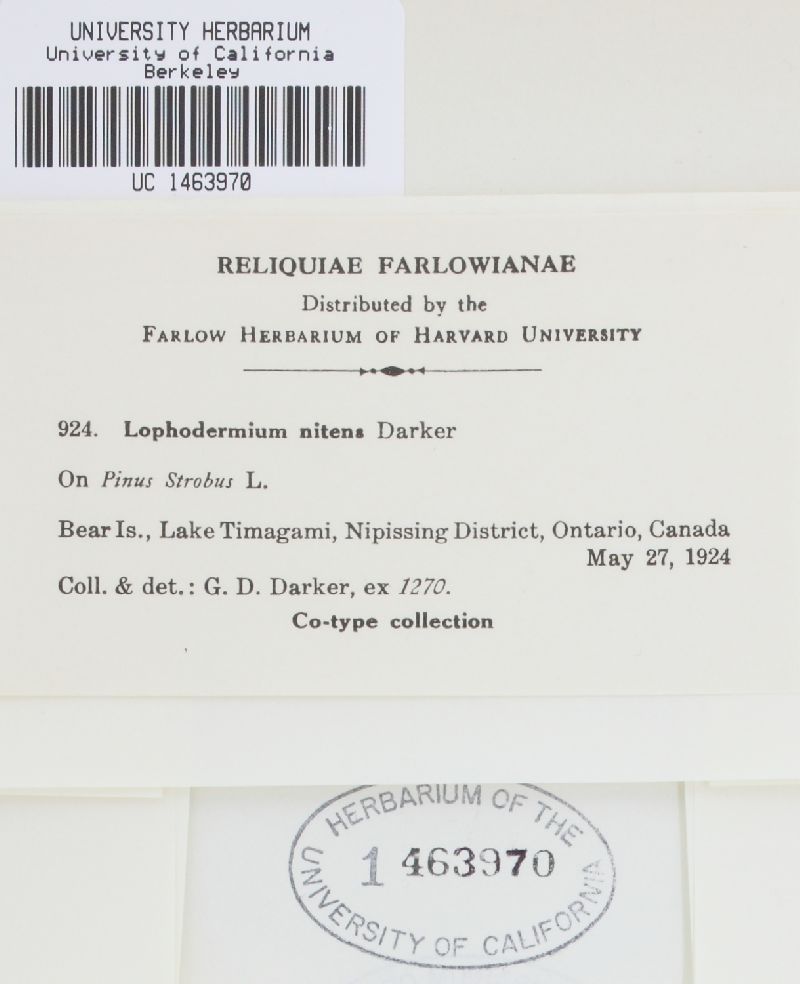 UNIVERSITY HERBARIUM
University of California
Berkeley
UC 1463970
RELIQUIAE FARLOWIANAE
Distributed by the
FARLOW HERBARIUM OF HARVARD UNIVERSITY
924. Lophodermium nitens Darker
On Pinus Strobus L.
Bear Is., Lake Timagami, Nipissing District, Ontario, Canada
May 27, 1924
Coll. & det.: G. D. Darker, ex 1270.
Co-type collection
HERBARIUM OF THE
1 463970
UNIVERSITY OF CALIFORNIA